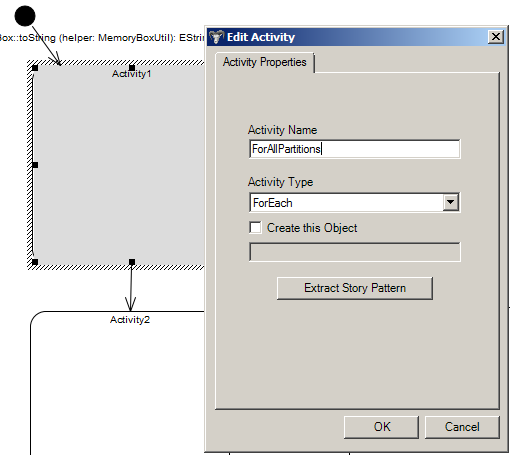 Box::toString (helper: MemoryBoxUtil): EStri
Activity1
Activity2
Edit Activity
Activity Properties
Activity Name
ForAllPartitions
Activity Type
ForEach
Create this Object
Extract Story Pattern
OK
Cancel